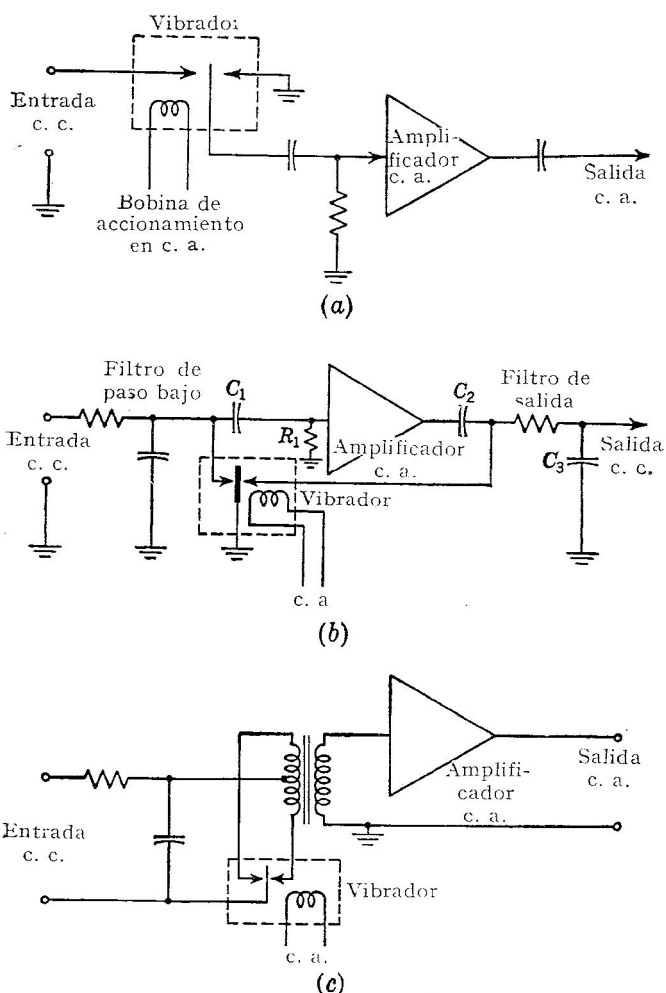 Vibrador
Entrada
c. c.
Bobina de
accionamiento
en c. a.
Ampli-
ficador
c. a.
Salida
c. a.
(a)
Filtro de
paso bajo
C1
C2
Filtro de
salida
Entrada
c. c.
R1
Amplificador
c. a.
Salida
c. c.
C3
Vibrador
c. a
(b)
Entrada
c. c.
Amplifi-
cador
c. a.
Salida
c. a.
Vibrador
c. a.
(c)